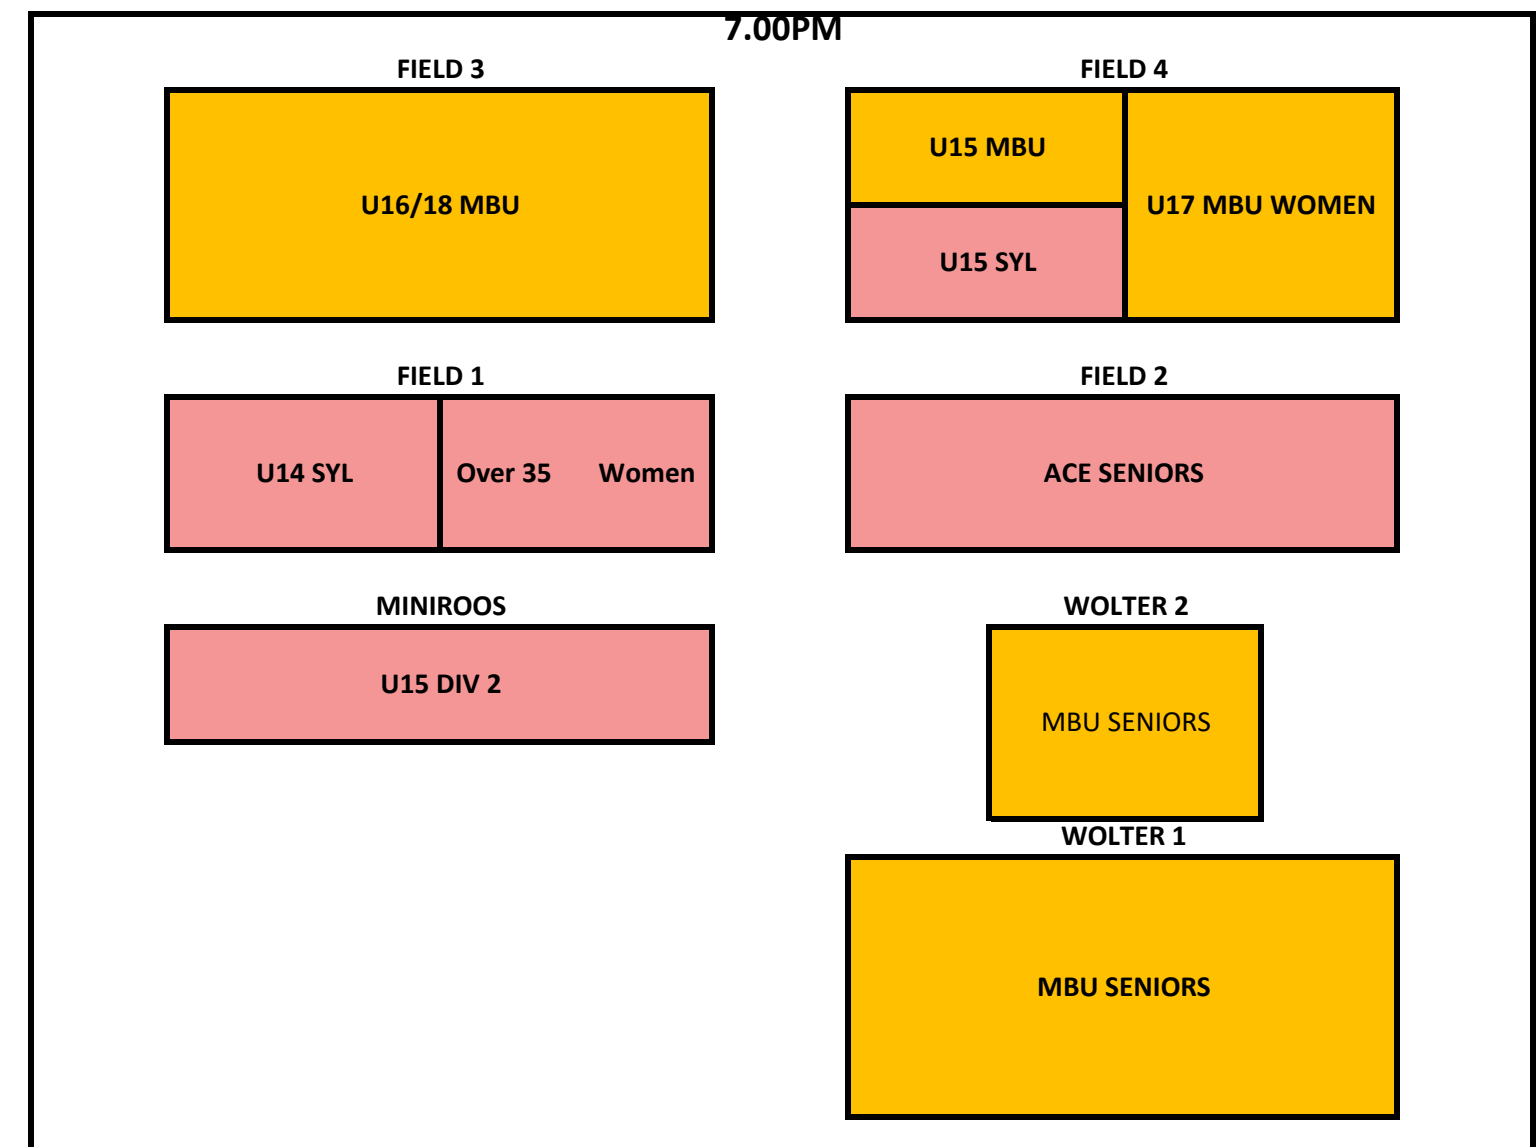 7.00PM
FIELD 3
FIELD 4
U16/18 MBU
U15 MBU
U15 SYL
U17 MBU WOMEN
FIELD 1
FIELD 2
U14 SYL
Over 35 Women
ACE SENIORS
MINIROOS
WOLTER 2
U15 DIV 2
MBU SENIORS
WOLTER 1
MBU SENIORS